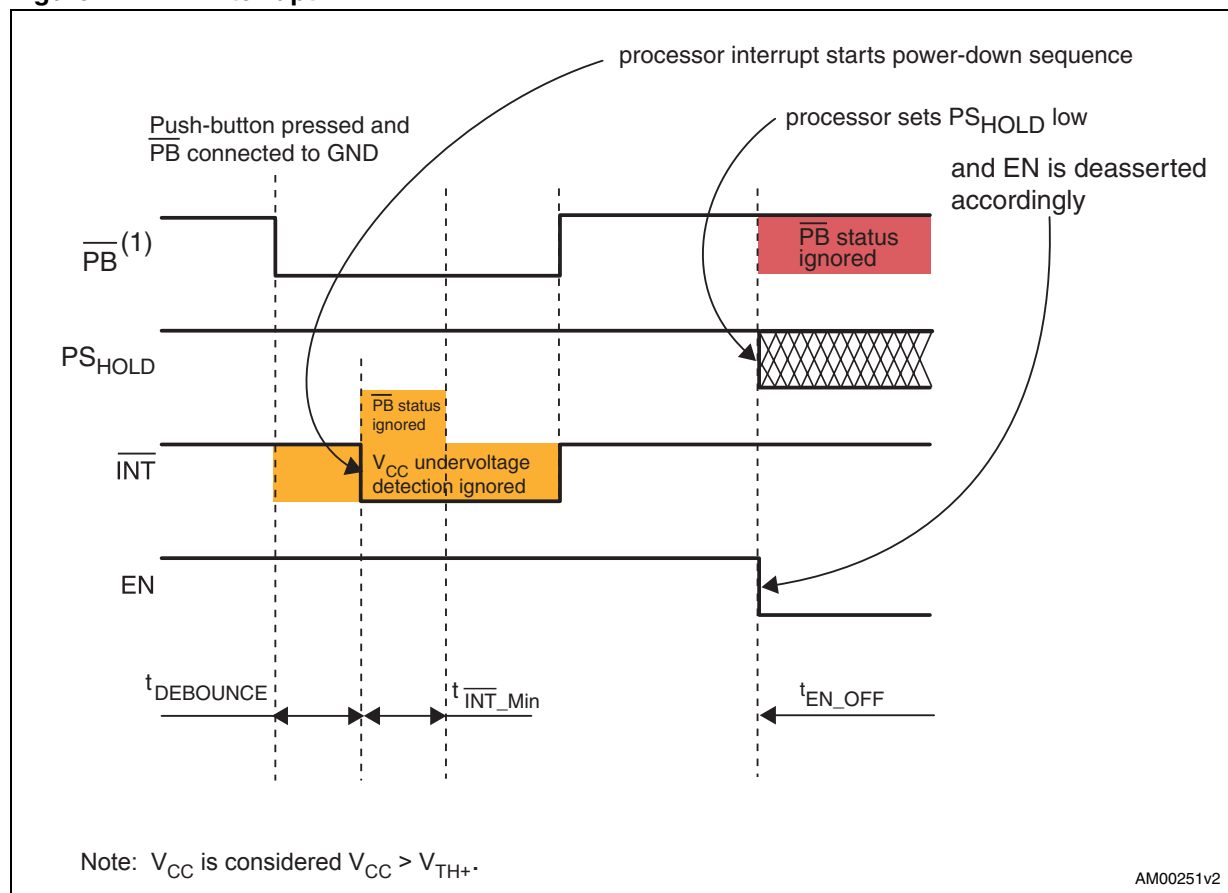 processor interrupt starts power-down sequence
Push-button pressed and
PB connected to GND
processor sets PSHOLD low
and EN is deasserted
accordingly
PB(1)
PB status
ignored
PSHOLD
PB status
ignored
INT
VCC undervoltage
detection ignored
EN
tDEBOUNCE
tINT_Min
tEN_OFF
Note: VCC is considered VCC > VTH+.
AM00251v2